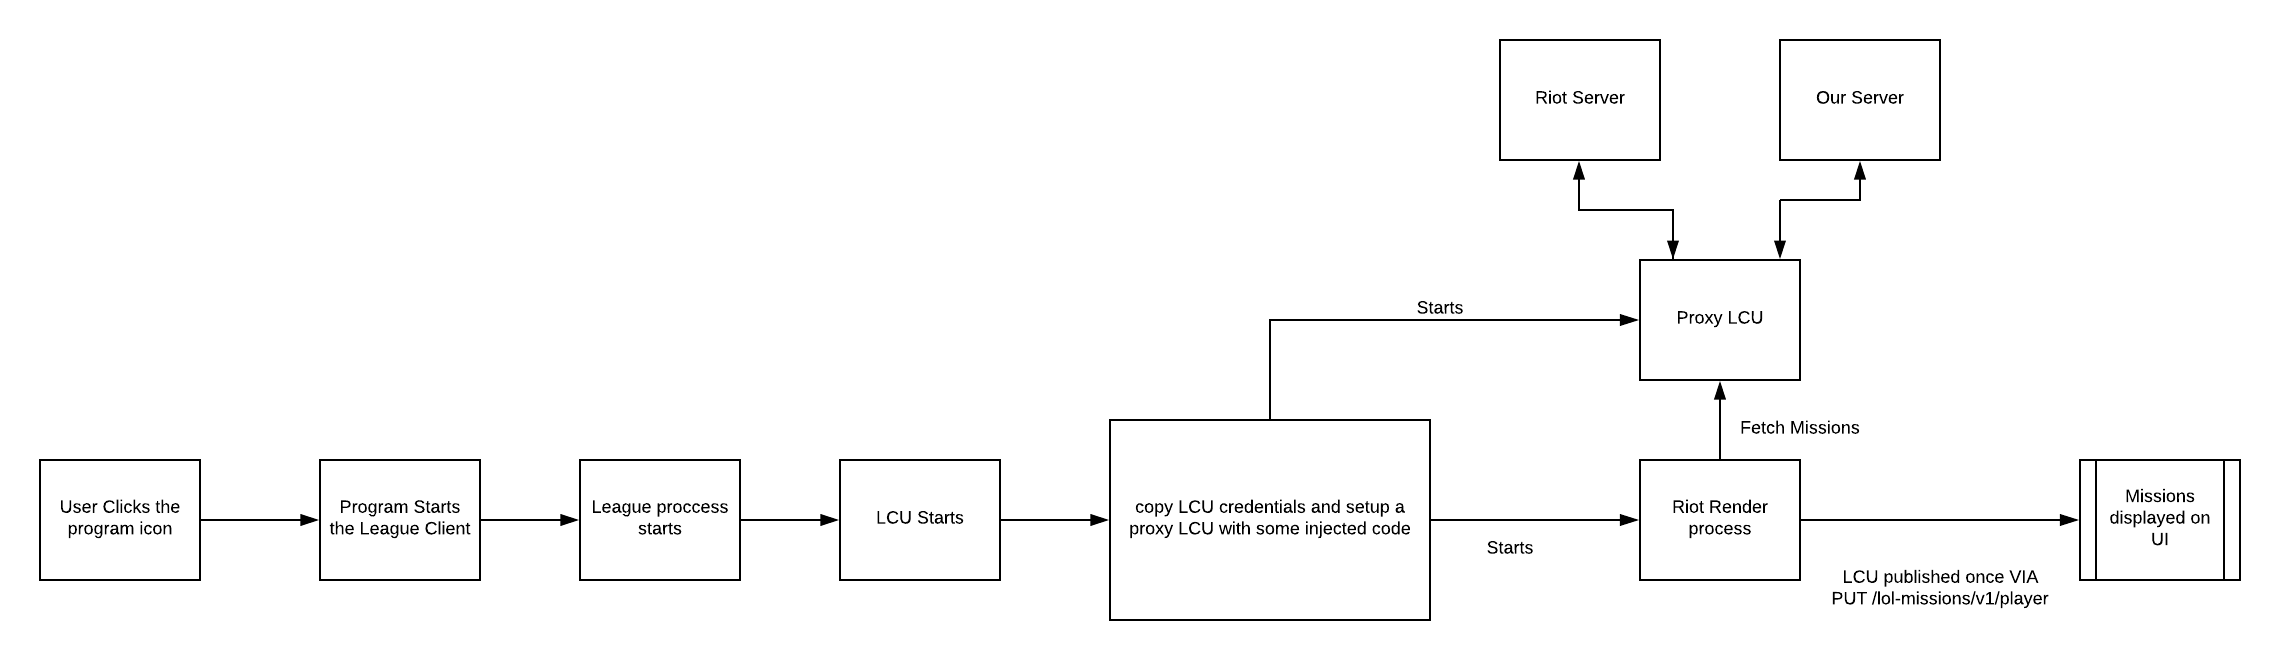 Riot Server
Our Server
Starts
Proxy LCU
Fetch Missions
User Clicks the
program icon
Program Starts
the League Client
League proccess
starts
LCU Starts
copy LCU credentials and setup a
proxy LCU with some injected code
Starts
Riot Render
process
LCU published once VIA
PUT /lol-missions/v1/player
Missions
displayed on
UI